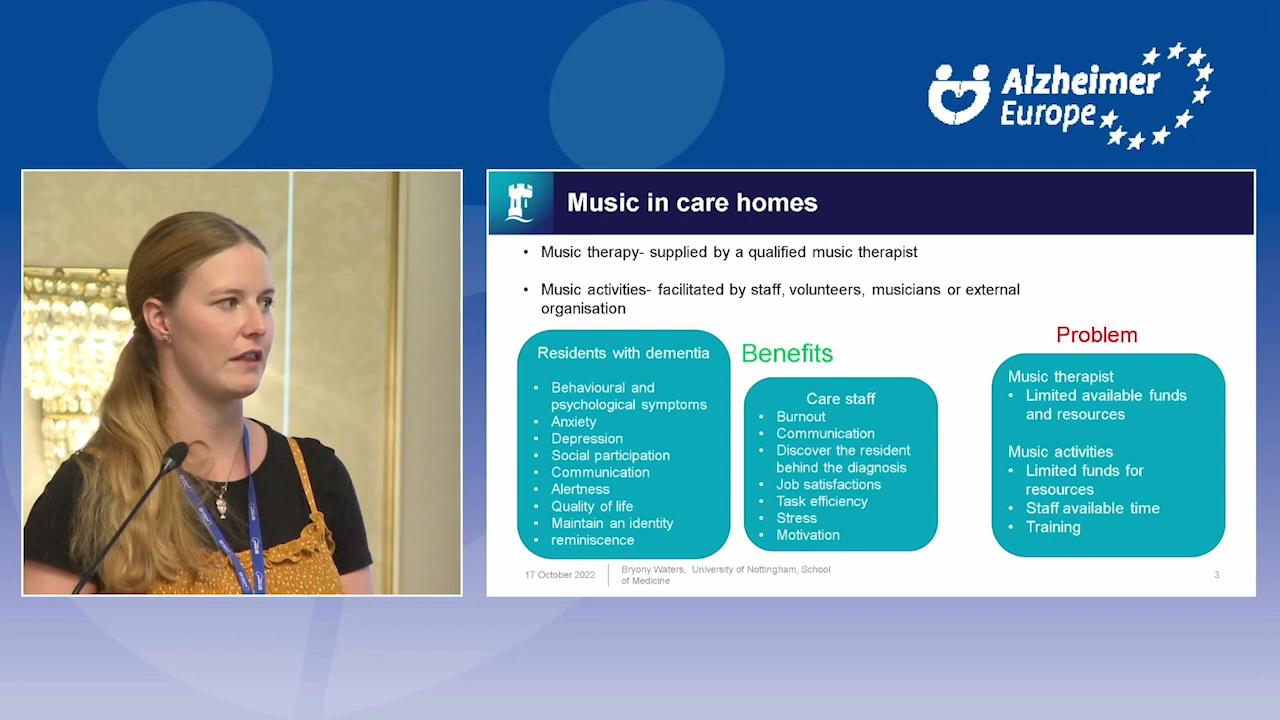 Alzheimer
Europe
Music in care homes
• Music therapy- supplied by a qualified music therapist
• Music activities- facilitated by staff, volunteers, musicians or external
organisation
Residents with dementia
• Behavioural and
psychological symptoms
• Anxiety
• Depression
• Social participation
• Communication
• Alertness
• Quality of life
• Maintain an identity
• reminiscence
Benefits
Care staff
• Burnout
• Communication
• Discover the resident
behind the diagnosis
• Job satisfactions
• Task efficiency
• Stress
• Motivation
Problem
Music therapist
• Limited available funds
and resources
Music activities
• Limited funds for
resources
• Staff available time
• Training
17 October 2022
Bryony Waters, University of Nottingham, School
of Medicine
3